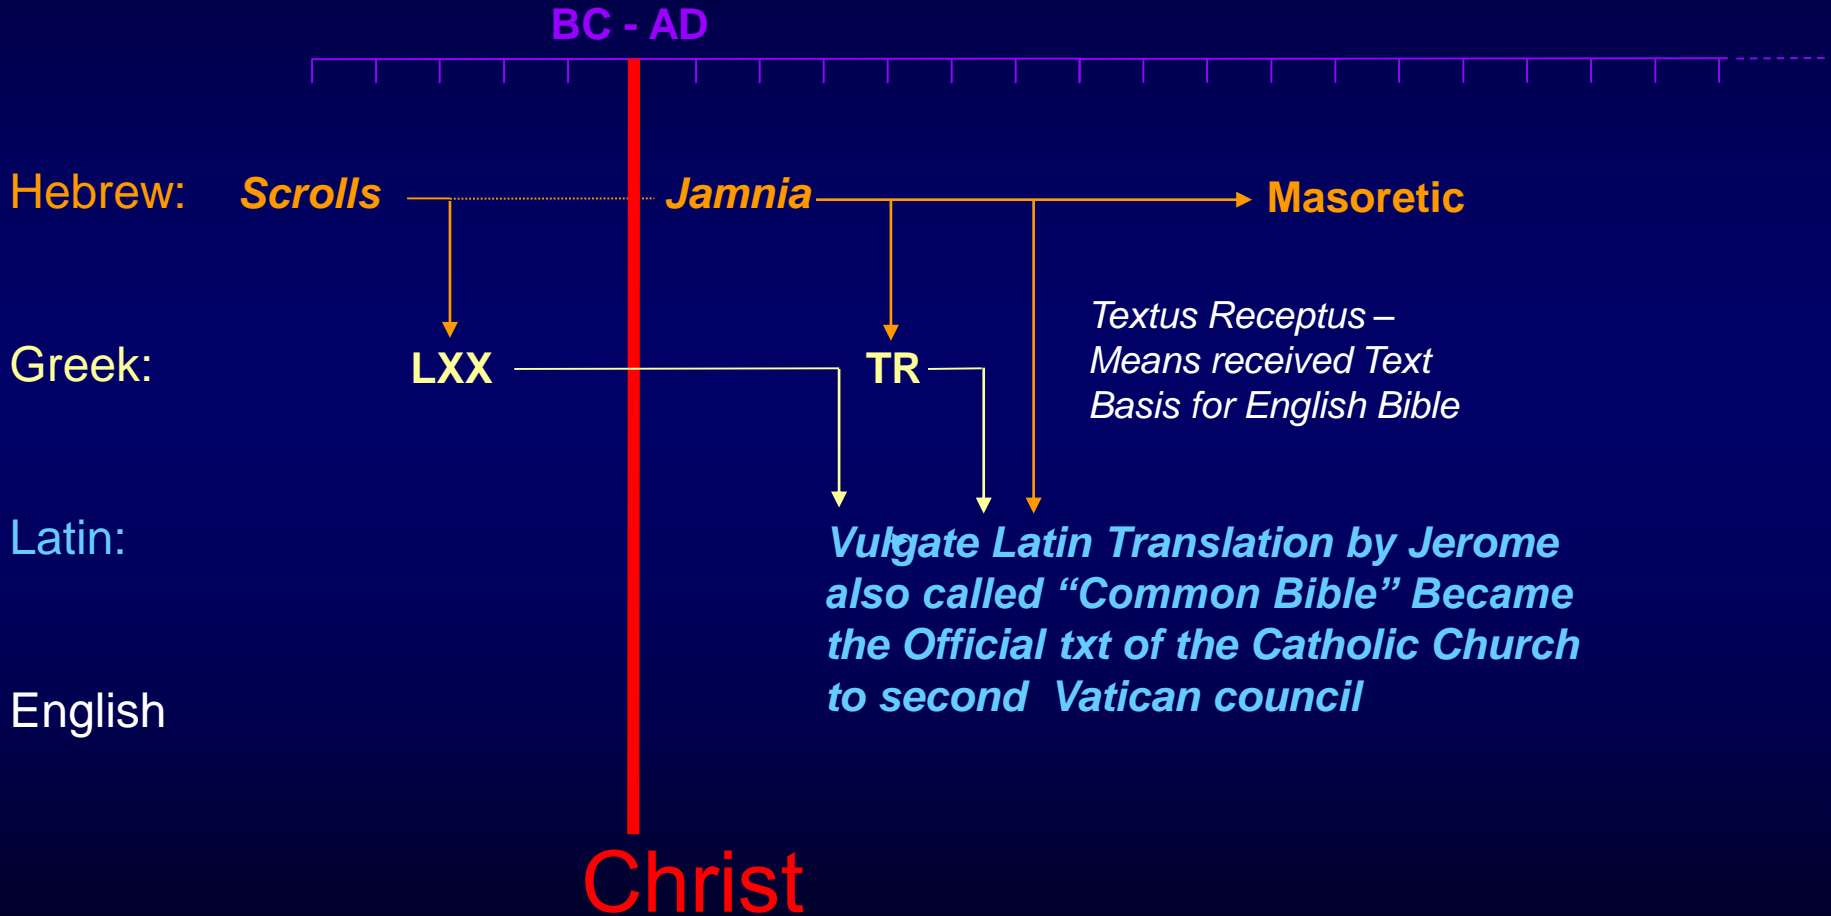 BC - AD
Hebrew: Scrolls Jamnia Masoretic
Textus Receptus –
Means received Text
Basis for English Bible
Greek: LXX TR
Latin:
Vulgate Latin Translation by Jerome
also called “Common Bible” Became
the Official txt of the Catholic Church
to second Vatican council
English
Christ